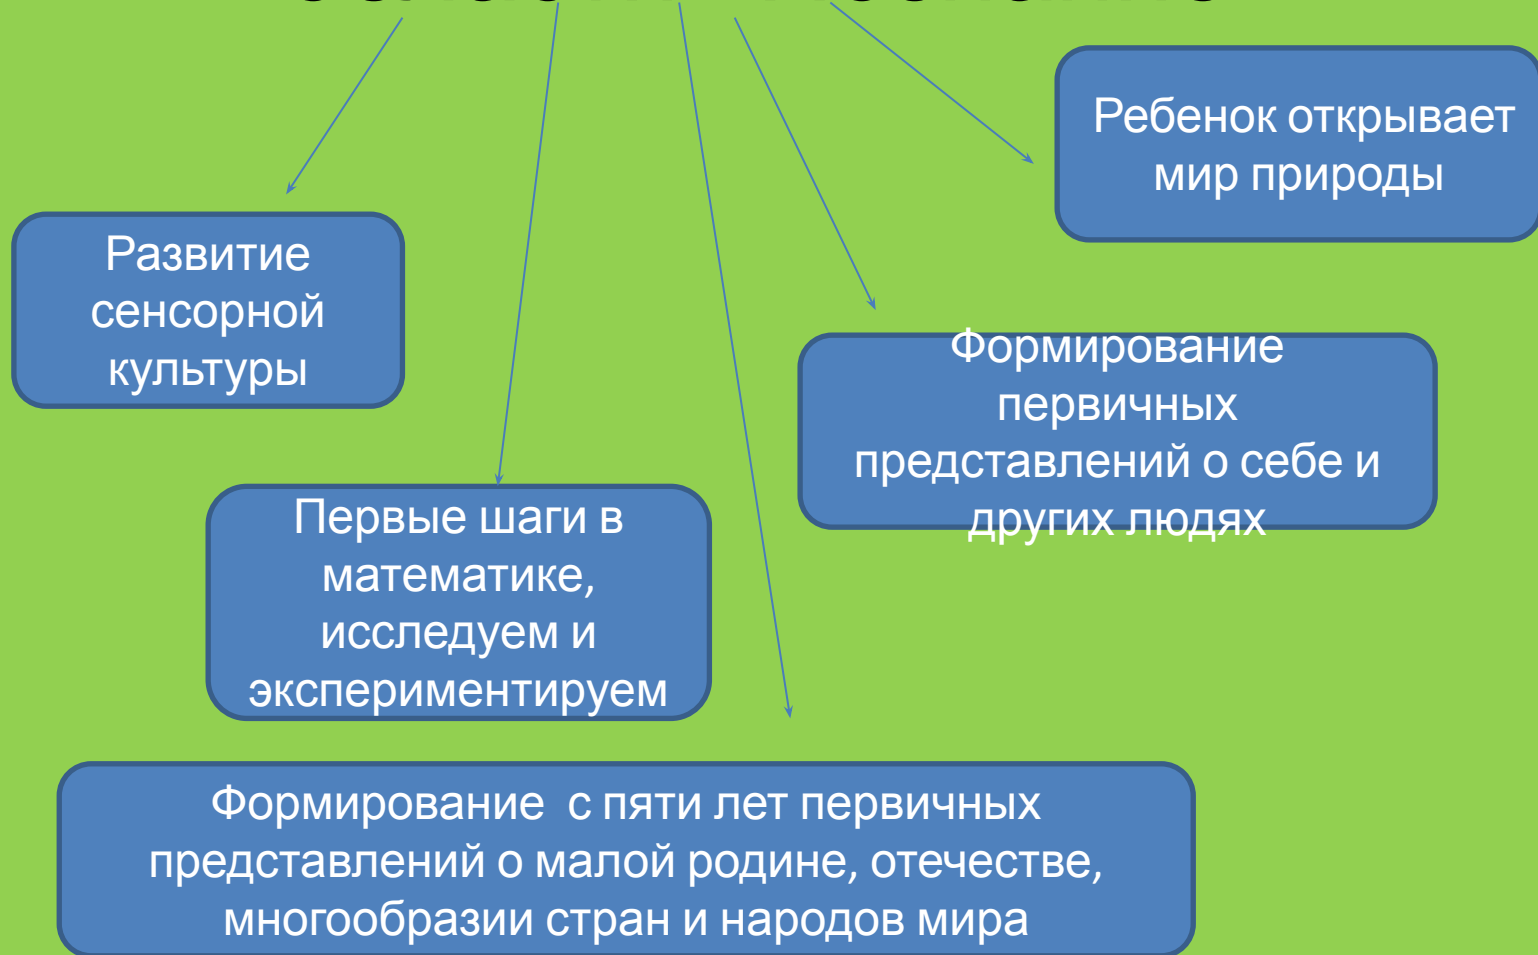 Ребенок открывает
мир природы
Развитие
сенсорной
культуры
Формирование
первичных
представлений о себе и
других людях
Первые шаги в
математике,
исследуем и
экспериментируем
Формирование  с пяти лет первичных
представлений о малой родине, отечестве,
многообразии стран и народов мира